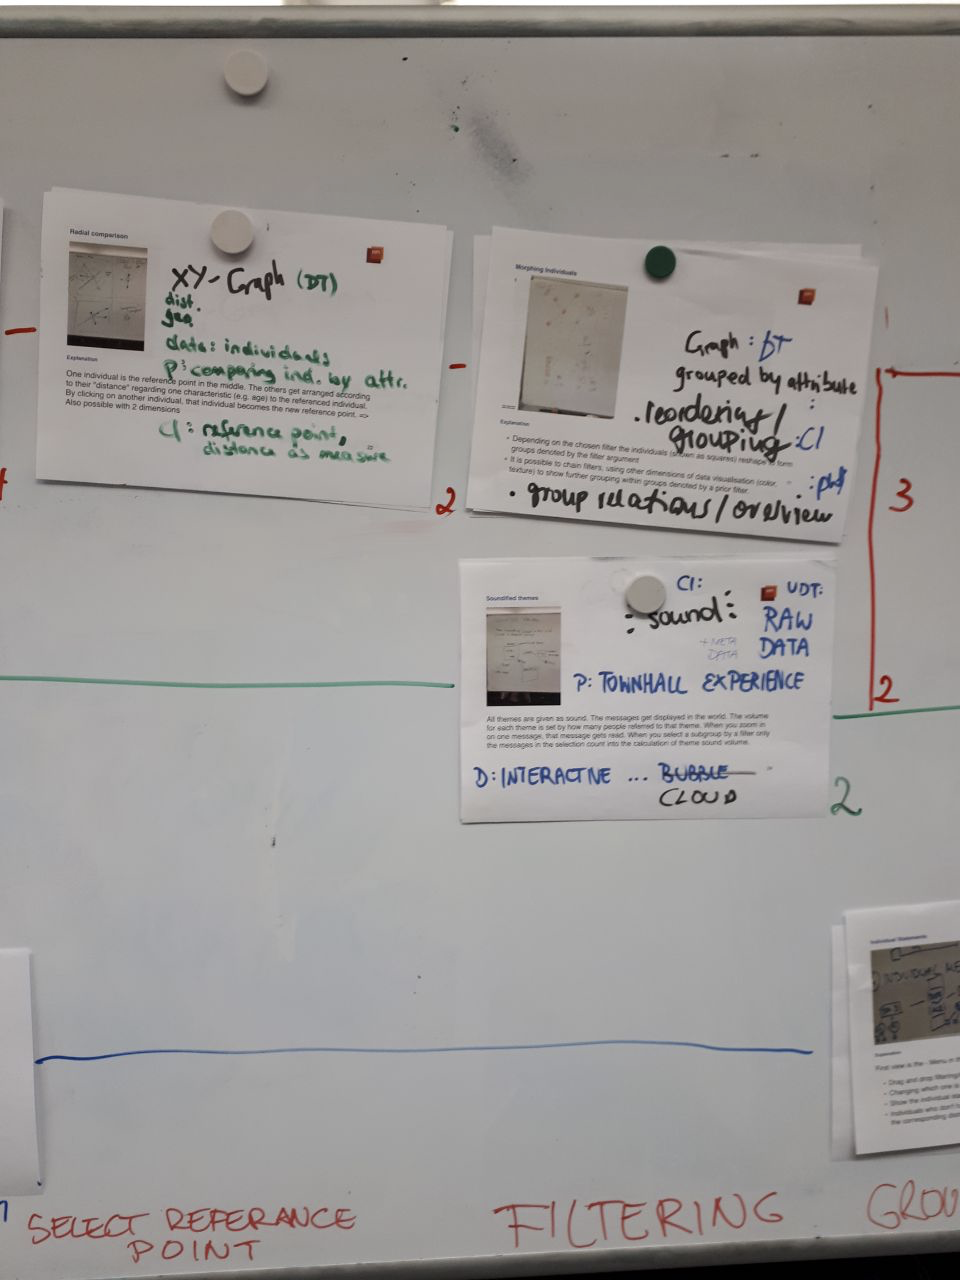 Radial comparison
XY-Graph (DT)
dist.
geo
data: individuals
P: comparing ind. by attr.
Explanation
One individual is the reference point in the middle. The others get arranged according
to their "distance" regarding one characteristic (e.g. age) to the referenced individual.
By clicking on another individual, that individual becomes the new reference point. =>
Also possible with 2 dimensions
CI: reference point,
distance as measure
2
Morphing Individuals
Graph: DT
grouped by attribute
. reordering/
grouping :CI
Explanation
• Depending on the chosen filter the individuals (shown as squares) reshape to form
groups denoted by the filter argument
• It is possible to chain filters, using other dimensions of data visualisation (color,
texture) to show further grouping within groups denoted by a prior filter.
• group relations/overview
3
CI:
UDT:
Soundified themes
: sound :
RAW
DATA
+ META
DATA
P: TOWNHALL EXPERIENCE
All themes are given as sound. The messages get displayed in the world. The volume
for each theme is set by how many people referred to that theme. When you zoom in
on one message, that message gets read. When you select a subgroup by a filter only
the messages in the selection count into the calculation of theme sound volume.
D: INTERACTIVE ... BUBBLE
CLOUD
2
2
Individual Statements
INDIVIDUAL
Explanation
First view is the - Menu in
• Drag and drop filtering
• Changing which one is
• Show the individual
• Individuals who don't
the corresponding
SELECT REFERANCE
POINT
FILTERING
GROU